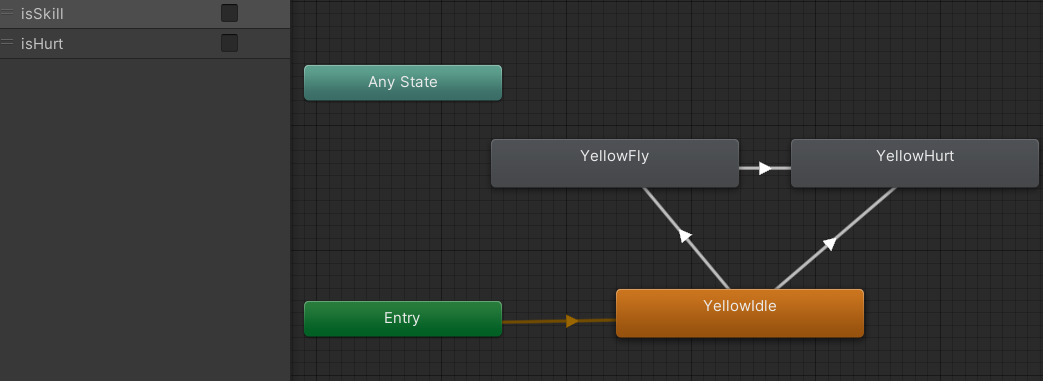 isSkill
isHurt
Any State
YellowFly
YellowHurt
YellowIdle
Entry